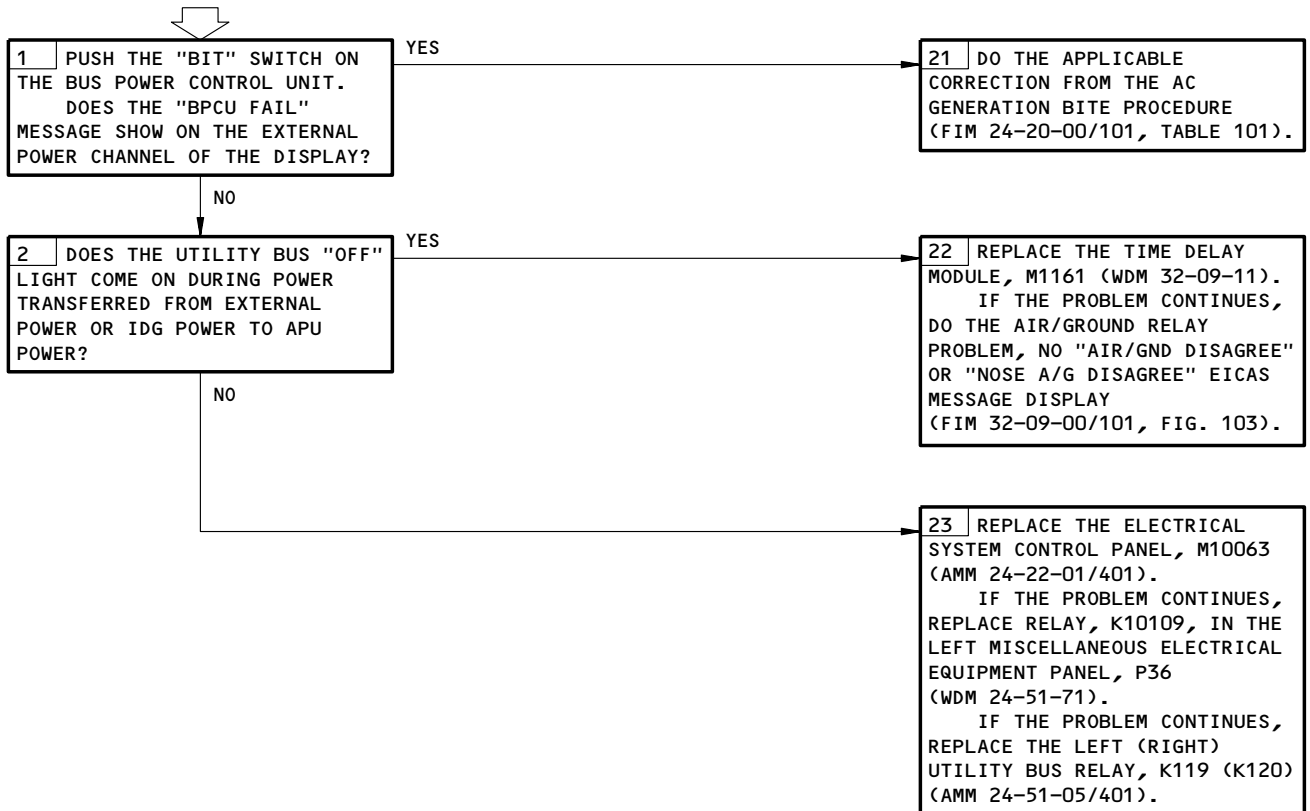 1 PUSH THE "BIT" SWITCH ON
THE BUS POWER CONTROL UNIT.
DOES THE "BPCU FAIL"
MESSAGE SHOW ON THE EXTERNAL
POWER CHANNEL OF THE DISPLAY?
YES
21 DO THE APPLICABLE
CORRECTION FROM THE AC
GENERATION BITE PROCEDURE
(FIM 24-20-00/101, TABLE 101).
NO
2 DOES THE UTILITY BUS "OFF"
LIGHT COME ON DURING POWER
TRANSFERRED FROM EXTERNAL
POWER OR IDG POWER TO APU
POWER?
YES
22 REPLACE THE TIME DELAY
MODULE, M1161 (WDM 32-09-11).
IF THE PROBLEM CONTINUES,
DO THE AIR/GROUND RELAY
PROBLEM, NO "AIR/GND DISAGREE"
OR "NOSE A/G DISAGREE" EICAS
MESSAGE DISPLAY
(FIM 32-09-00/101, FIG. 103).
NO
23 REPLACE THE ELECTRICAL
SYSTEM CONTROL PANEL, M10063
(AMM 24-22-01/401).
IF THE PROBLEM CONTINUES,
REPLACE RELAY, K10109, IN THE
LEFT MISCELLANEOUS ELECTRICAL
EQUIPMENT PANEL, P36
(WDM 24-51-71).
IF THE PROBLEM CONTINUES,
REPLACE THE LEFT (RIGHT)
UTILITY BUS RELAY, K119 (K120)
(AMM 24-51-05/401).